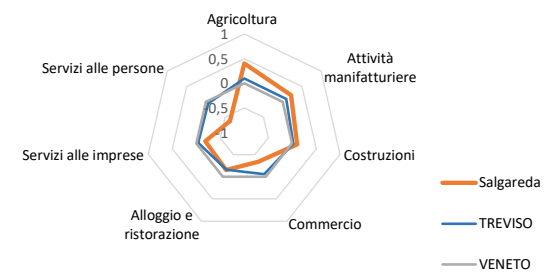 Agricoltura
1
0,5
0
0,5
-1
Attività
manifatturiere
Costruzioni
Commercio
Alloggio e
ristorazione
Servizi alle imprese
Servizi alle persone
Salgareda
TREVISO
VENETO